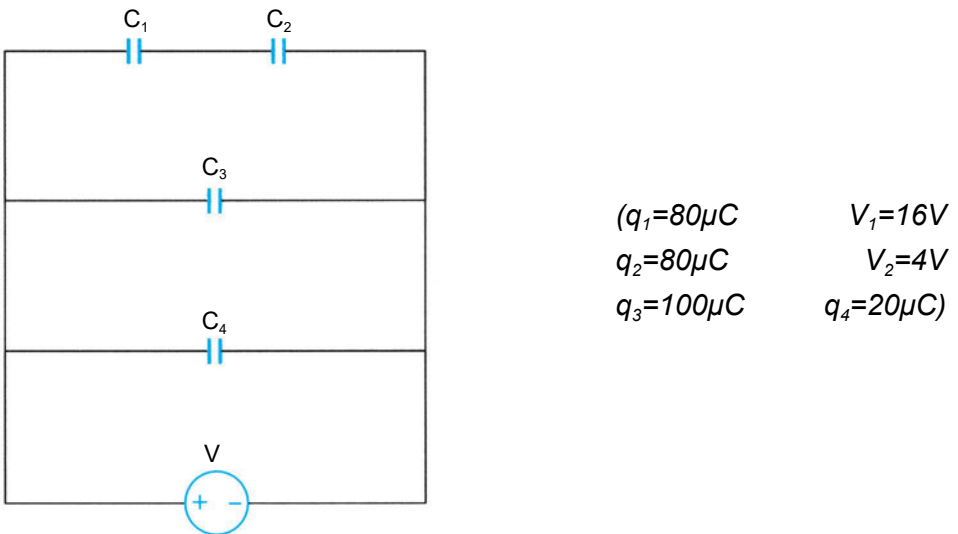 C₁ C₂
C₃
C₄
V
+ −
(q₁=80µC V₁=16V
q₂=80µC V₂=4V
q₃=100µC q₄=20µC)